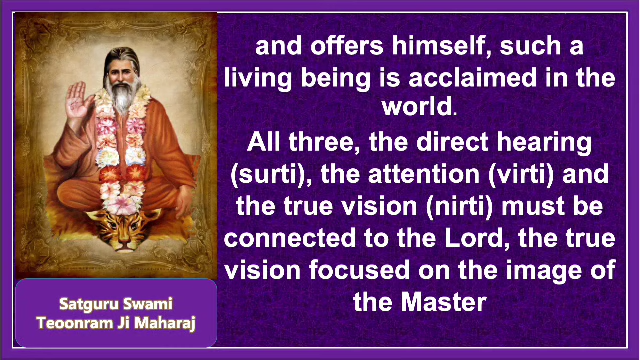 and offers himself, such a
living being is acclaimed in the
world.
All three, the direct hearing
(surti), the attention (virti) and
the true vision (nirti) must be
connected to the Lord, the true
vision focused on the image of
the Master
Satguru Swami
Teoonram Ji Maharaj